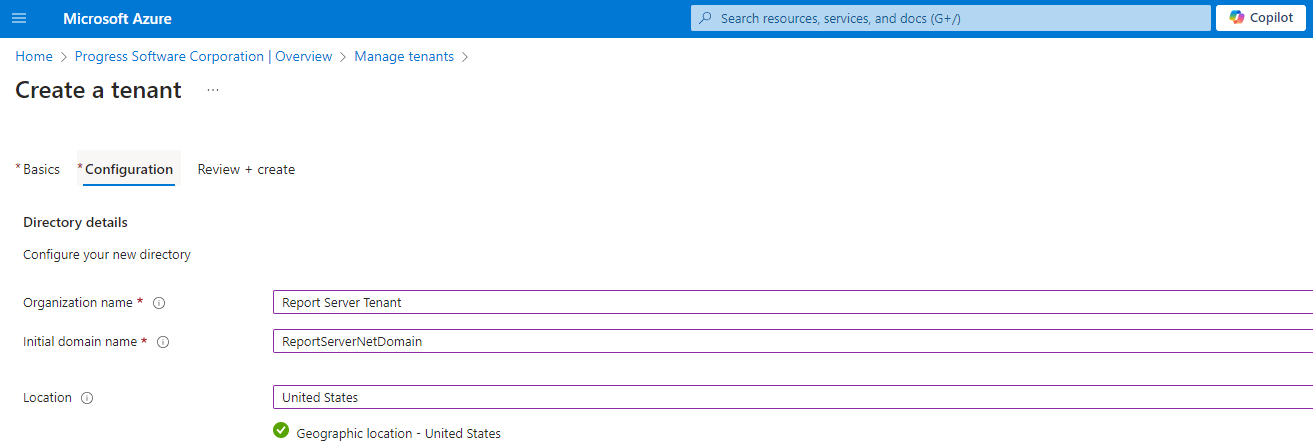 Microsoft Azure
Search resources, services, and docs (G+/)
Copilot
Home > Progress Software Corporation | Overview > Manage tenants >
Create a tenant ...
* Basics * Configuration Review + create
Directory details
Configure your new directory
Organization name * Report Server Tenant
Initial domain name * ReportServerNetDomain
Location United States
Geographic location - United States